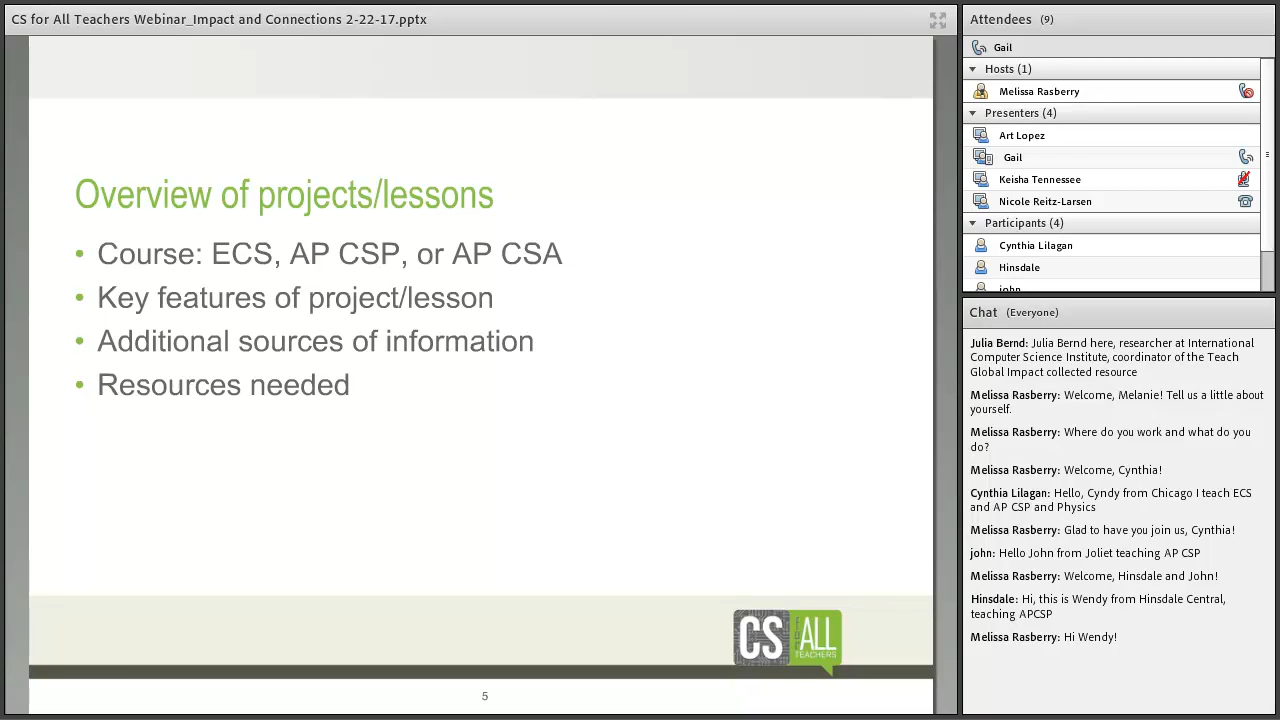 CS for All Teachers Webinar_Impact and Connections 2-22-17.pptx
Overview of projects/lessons
• Course: ECS, AP CSP, or AP CSA
• Key features of project/lesson
• Additional sources of information
• Resources needed
CS ALL
TEACHERS
5
Attendees (9)
Gail
Hosts (1)
Melissa Rasberry
Presenters (4)
Art Lopez
Gail
Keisha Tennessee
Nicole Reitz-Larsen
Participants (4)
Cynthia Lilagan
Hinsdale
john
Chat (Everyone)
Julia Bernd: Julia Bernd here, researcher at International
Computer Science Institute, coordinator of the Teach
Global Impact collected resource
Melissa Rasberry: Welcome, Melanie! Tell us a little about
yourself.
Melissa Rasberry: Where do you work and what do you
do?
Melissa Rasberry: Welcome, Cynthia!
Cynthia Lilagan: Hello, Cyndy from Chicago I teach ECS
and AP CSP and Physics
Melissa Rasberry: Glad to have you join us, Cynthia!
john: Hello John from Joliet teaching AP CSP
Melissa Rasberry: Welcome, Hinsdale and John!
Hinsdale: Hi, this is Wendy from Hinsdale Central,
teaching APCSP
Melissa Rasberry: Hi Wendy!